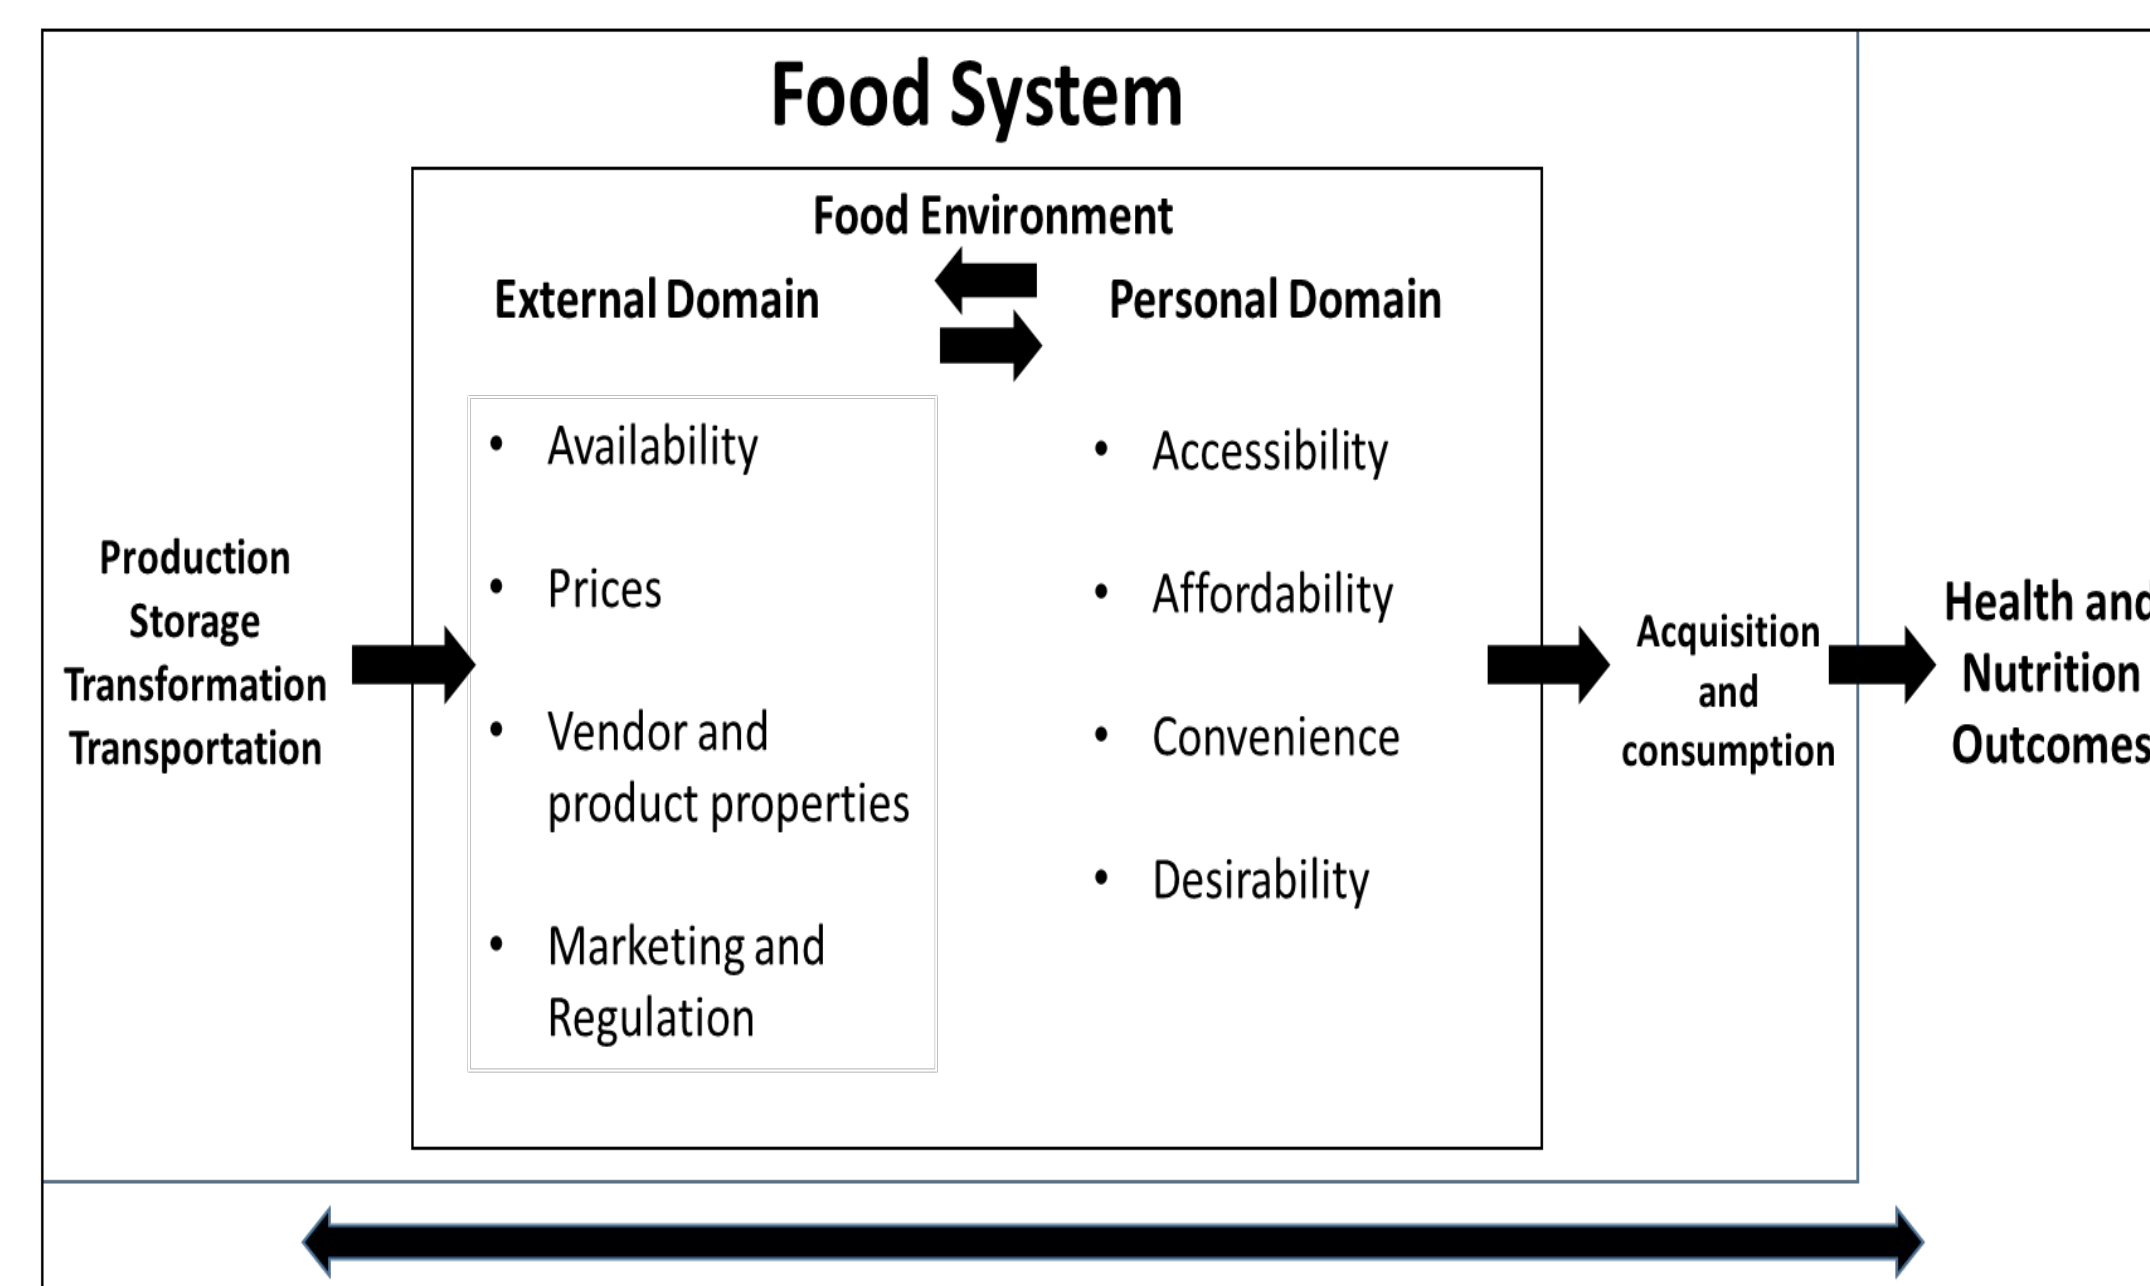 Food System
Food Environment
External Domain
Personal Domain
• Availability
• Prices
• Vendor and
product properties
• Marketing and
Regulation
• Accessibility
• Affordability
• Convenience
• Desirability
Production
Storage
Transformation
Transportation
Acquisition
and
consumption
Health and
Nutrition
Outcomes